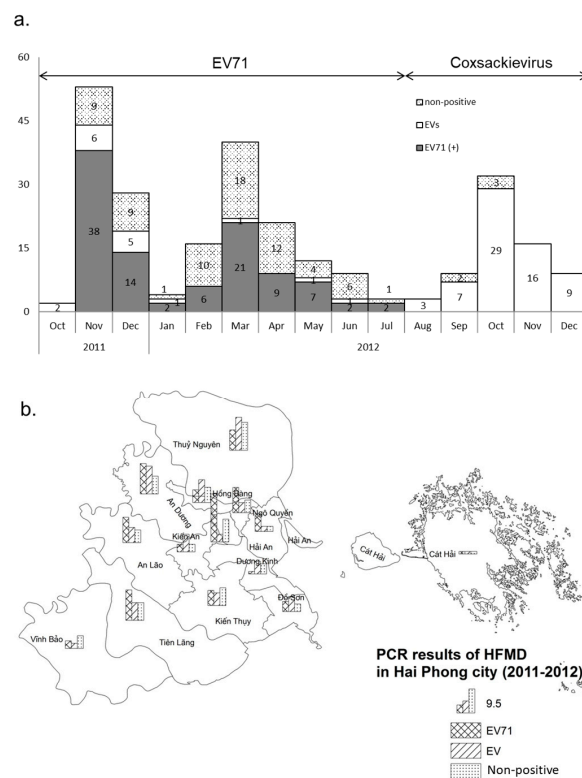 a.
EV71 Coxsackievirus
60
45
30
15
0
non-positive
EVs
EV71 (+)
2
9
6
38
9
5
14
1
1
2
10
6
18
1
21
12
9
4
1
7
6
1
2
1
1
2
3
2
7
3
29
16
9
Oct Nov Dec Jan Feb Mar Apr May Jun Jul Aug Sep Oct Nov Dec
2011 2012
b.
Thuỷ Nguyên
Hồng Bàng
An Dương
Ngô Quyền
Kiến An
Hải An
Hải An
An Lão
Dương Kinh
Đồ Sơn
Kiến Thụy
Vĩnh Bảo
Tiên Lãng
Cát Hải
Cát Hải
PCR results of HFMD
in Hai Phong city (2011-2012)
9.5
EV71
EV
Non-positive